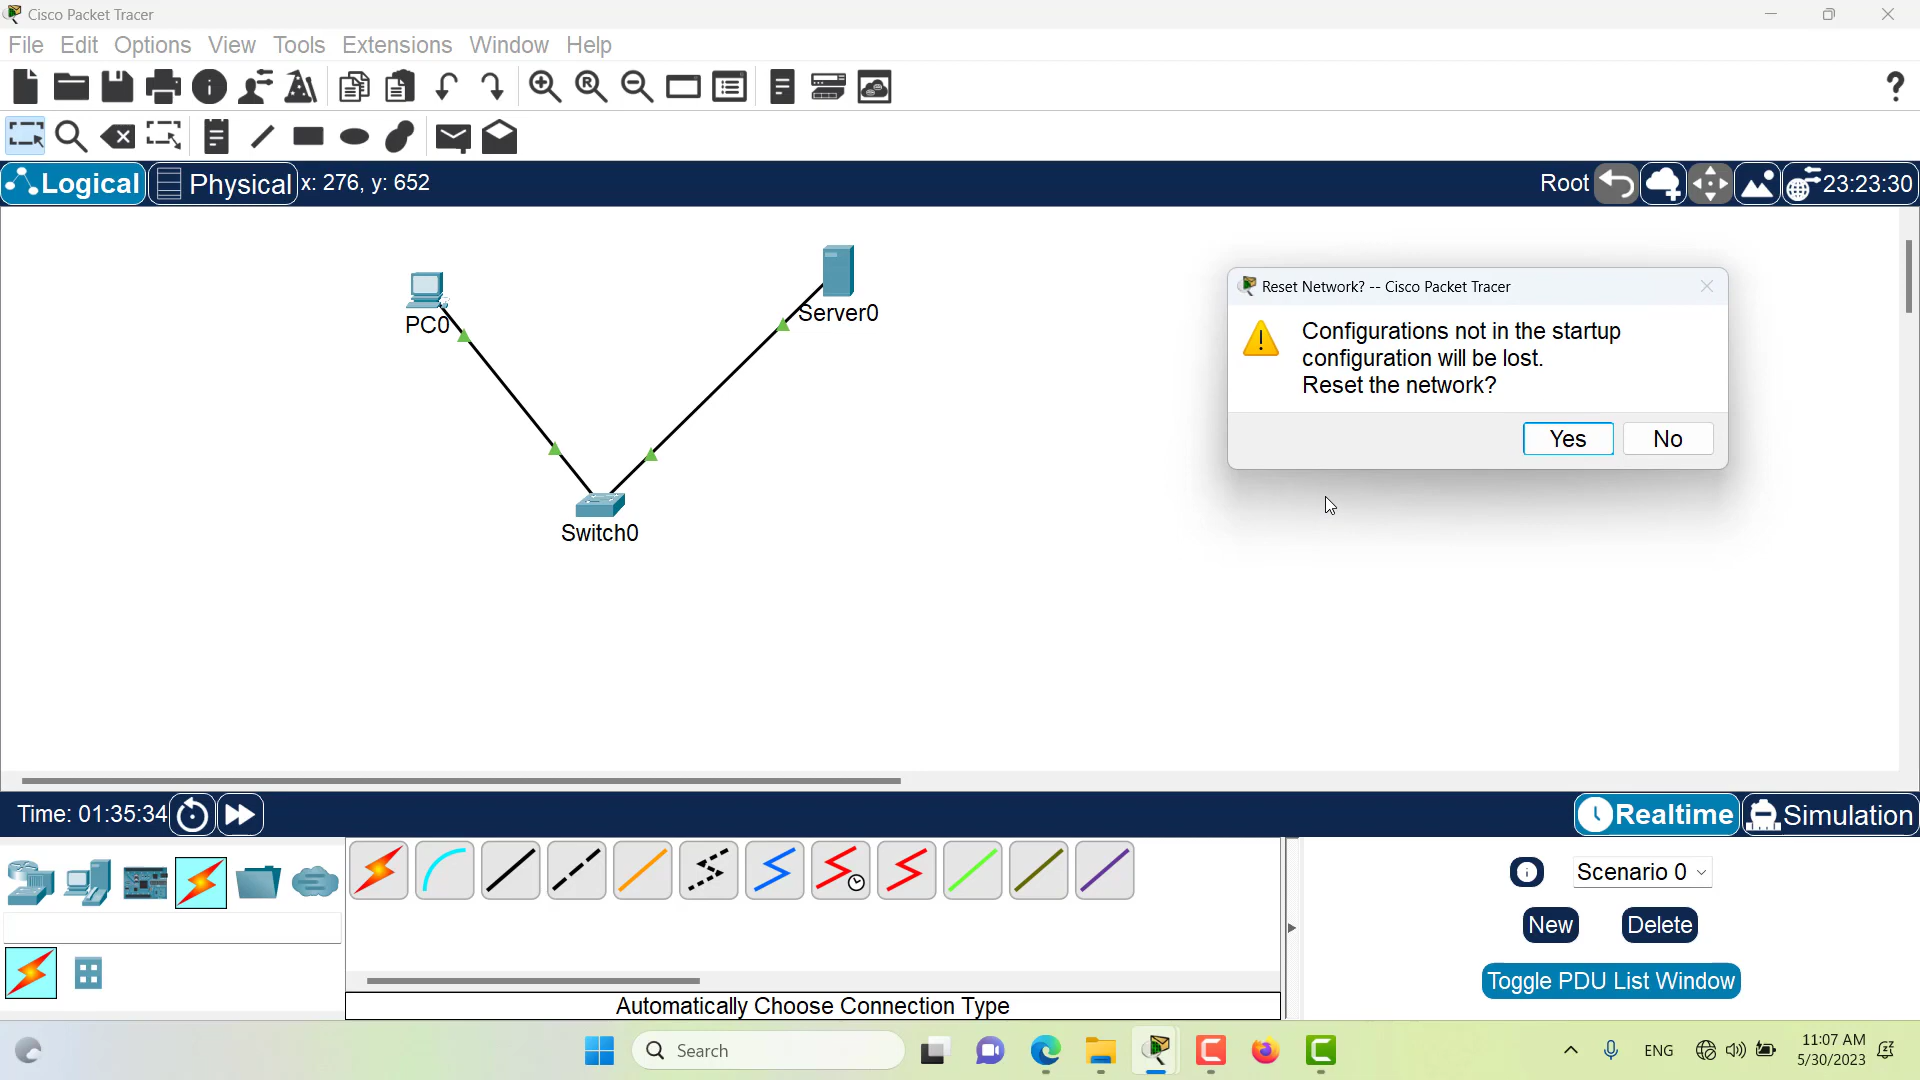 Cisco Packet Tracer
File Edit Options View Tools Extensions Window Help
?
Logical Physical x: 276, y: 652 Root 23:23:30
PC0
Server0
Switch0
Reset Network? -- Cisco Packet Tracer
Configurations not in the startup
configuration will be lost.
Reset the network?
Yes No
Time: 01:35:34 Realtime Simulation
Scenario 0
New Delete
Toggle PDU List Window
Automatically Choose Connection Type
Search
ENG
11:07 AM
5/30/2023